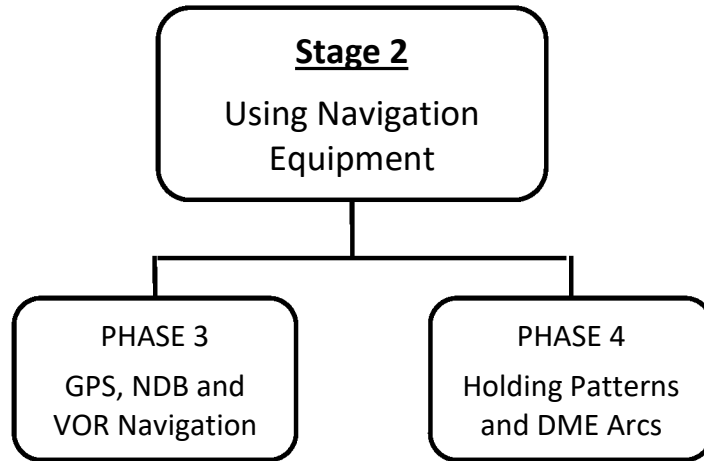 Stage 2
Using Navigation
Equipment
PHASE 3
GPS, NDB and
VOR Navigation
PHASE 4
Holding Patterns
and DME Arcs